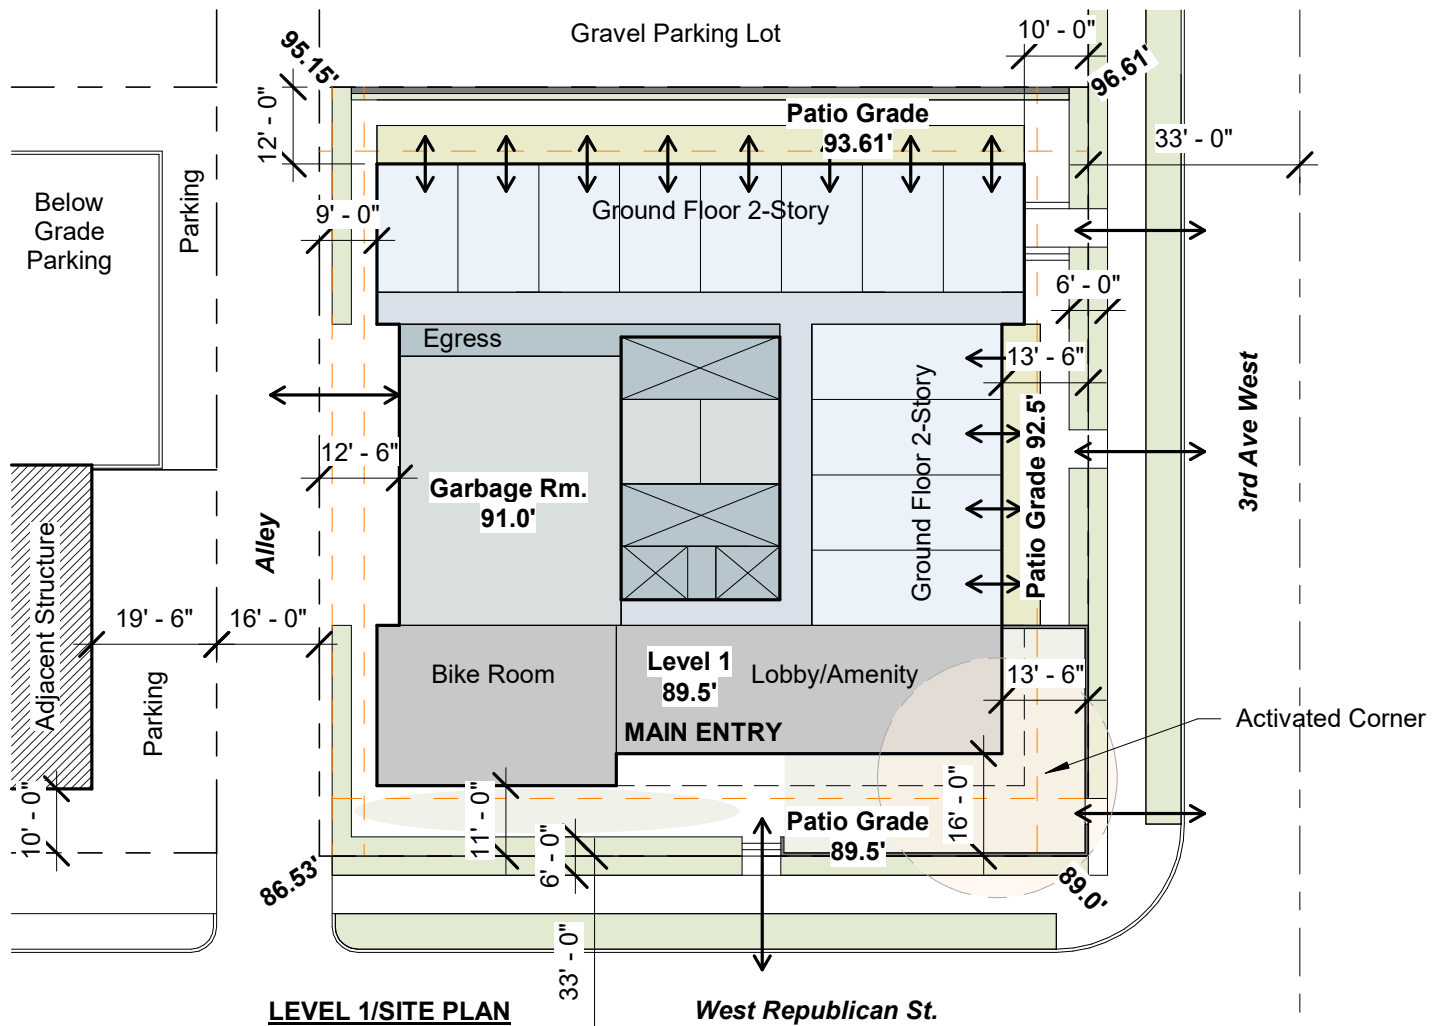 Gravel Parking Lot
10' - 0"
95.15'
96.61'
12' - 0"
Patio Grade
93.61'
33' - 0"
Parking
Below
Grade
Parking
9' - 0"
Ground Floor 2-Story
6' - 0"
Egress
13' - 6"
Ground Floor 2-Story
Patio Grade 92.5'
3rd Ave West
12' - 6"
Garbage Rm.
91.0'
Alley
Adjacent Structure
19' - 6"
16' - 0"
Bike Room
Level 1
89.5'
Lobby/Amenity
13' - 6"
MAIN ENTRY
Activated Corner
Parking
10' - 0"
11' - 0"
16' - 0"
Patio Grade
89.5'
6' - 0"
86.53'
89.0'
33' - 0"
LEVEL 1/SITE PLAN
West Republican St.